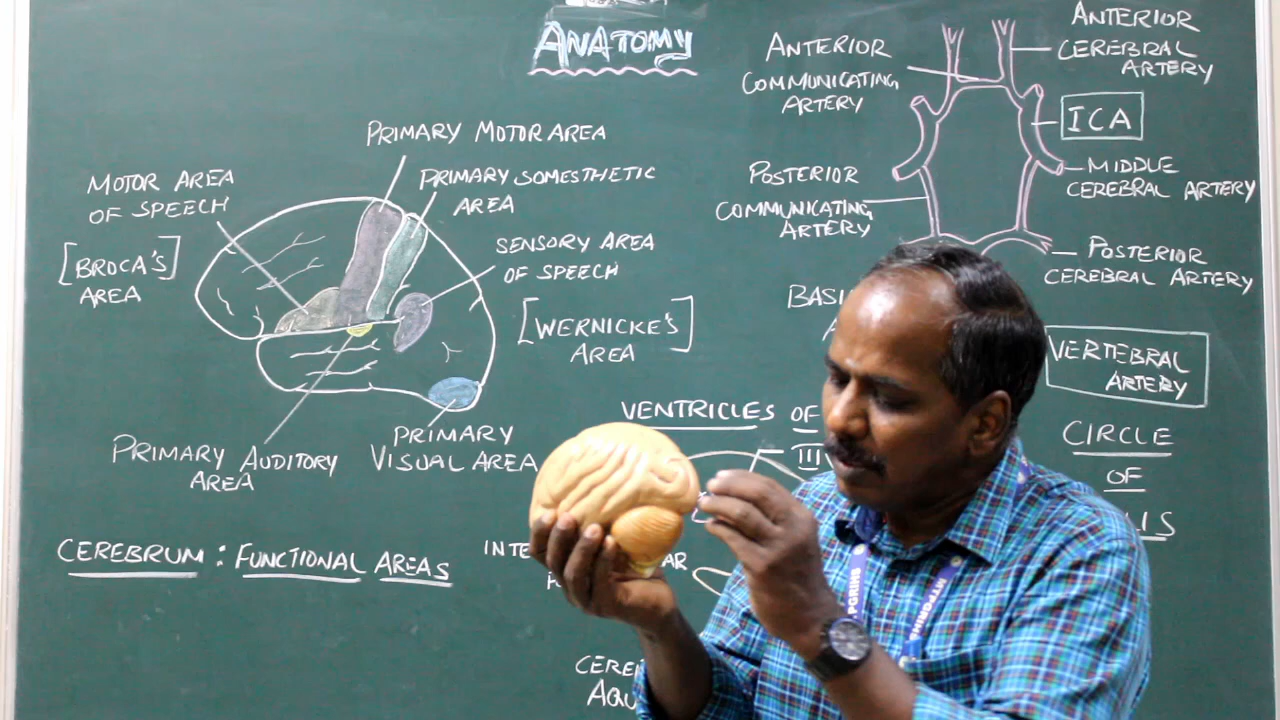 ANATOMY
PRIMARY MOTOR AREA
MOTOR AREA
OF SPEECH
[BROCA'S]
AREA
PRIMARY SOMESTHETIC
AREA
SENSORY AREA
OF SPEECH
[WERNICKE'S]
AREA
PRIMARY AUDITORY
AREA
PRIMARY
VISUAL AREA
CEREBRUM : FUNCTIONAL AREAS
ANTERIOR
COMMUNICATING
ARTERY
ANTERIOR
CEREBRAL
ARTERY
ICA
MIDDLE
CEREBRAL ARTERY
POSTERIOR
COMMUNICATING
ARTERY
POSTERIOR
CEREBRAL ARTERY
VERTEBRAL
ARTERY
CIRCLE
OF
VENTRICLES OF
III
MTPGRIMS